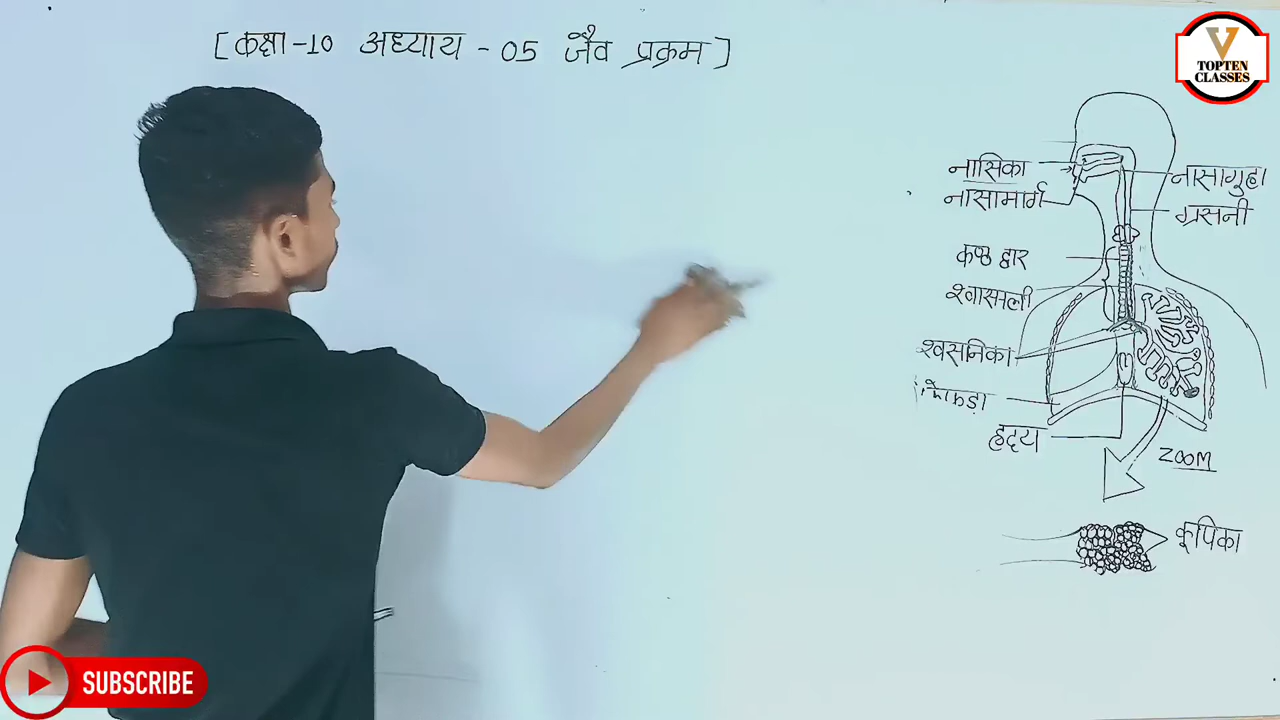 [कक्षा-10 अध्याय - 05 जैव प्रक्रम]
V
TOPTEN
CLASSES
नासिका
नासागुहा
नासामार्ग
ग्रसनी
कण्ठ द्वार
श्वासनली
श्वसनिका
फेफड़ा
हृदय
ZOOM
कूपिका
SUBSCRIBE